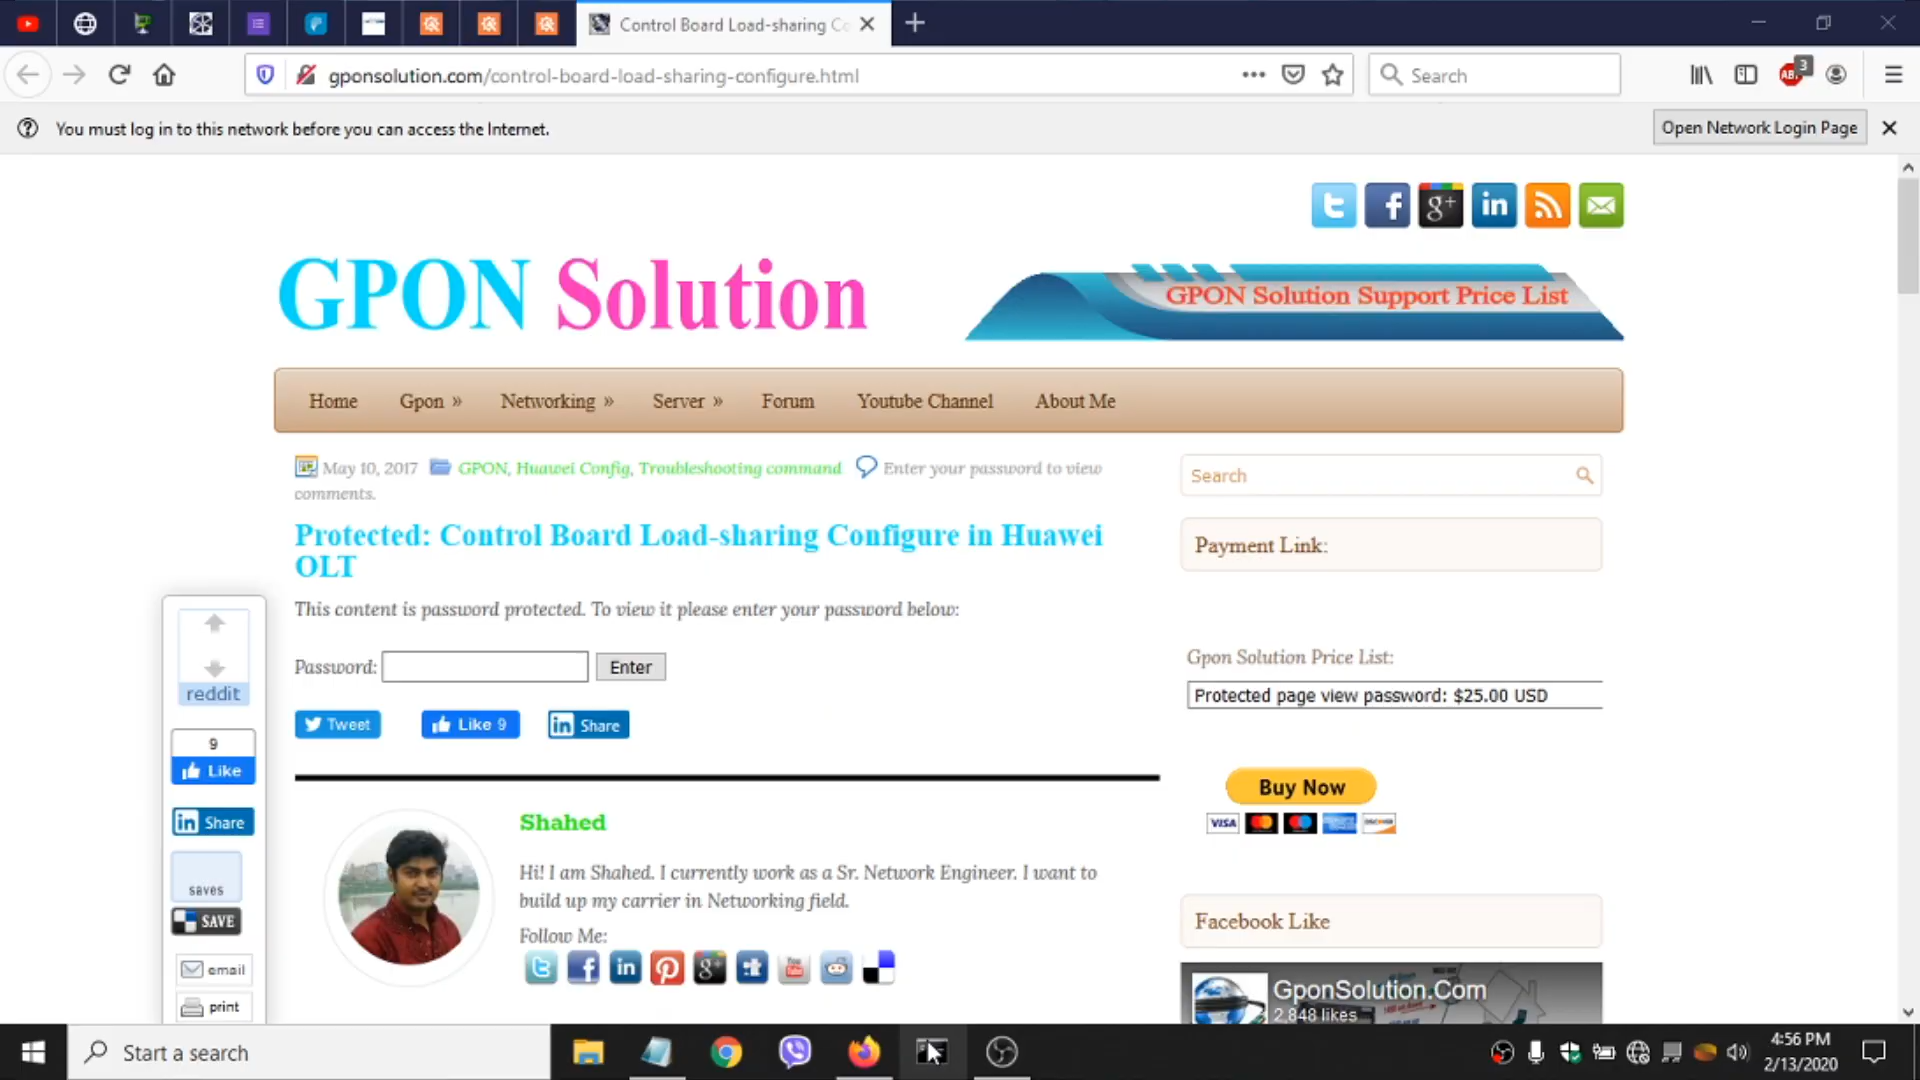 Control Board Load-sharing Co
gponsolution.com/control-board-load-sharing-configure.html
Search
ABP
3
You must log in to this network before you can access the Internet.
Open Network Login Page
GPON Solution
GPON Solution Support Price List
Home
Gpon »
Networking »
Server »
Forum
Youtube Channel
About Me
May 10, 2017 GPON, Huawei Config, Troubleshooting command Enter your password to view
comments.
Protected: Control Board Load-sharing Configure in Huawei
OLT
This content is password protected. To view it please enter your password below:
Password:
Enter
Tweet
Like 9
in Share
reddit
9
Like
in Share
saves
SAVE
email
print
Shahed
Hi! I am Shahed. I currently work as a Sr. Network Engineer. I want to
build up my carrier in Networking field.
Follow Me:
Search
Payment Link:
Gpon Solution Price List:
Protected page view password: $25.00 USD
Buy Now
VISA
DISCOVER
Facebook Like
GponSolution.Com
2,848 likes
Start a search
4:56 PM
2/13/2020